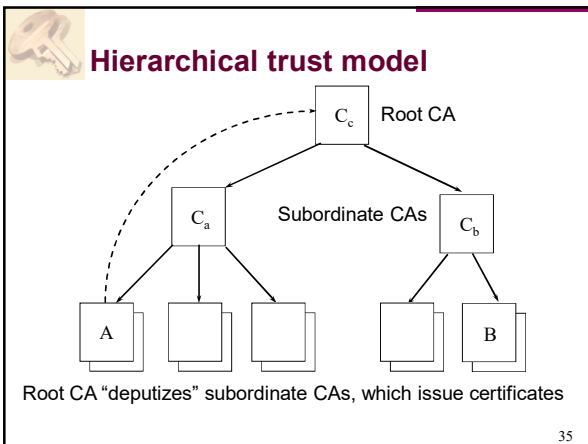 Hierarchical trust model
Cc Root CA
Ca Subordinate CAs Cb
A B
Root CA “deputizes” subordinate CAs, which issue certificates
35